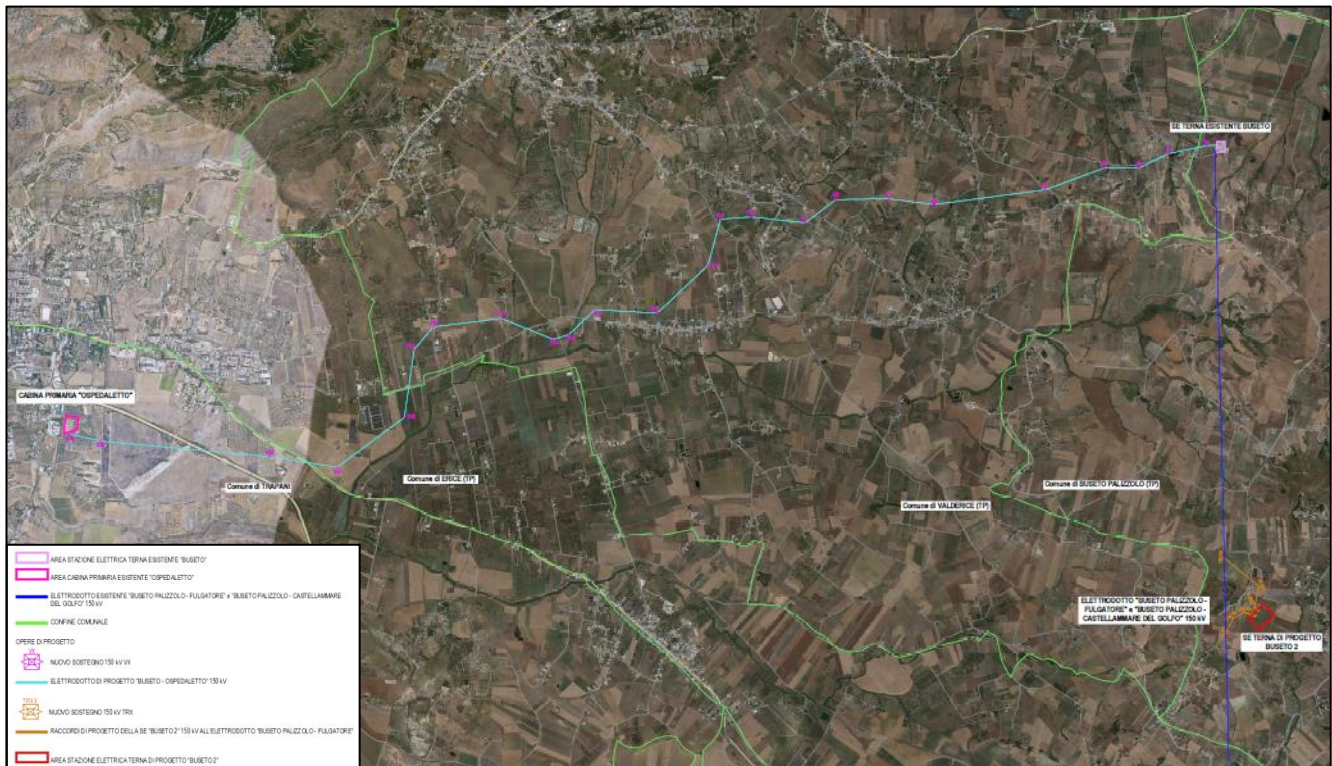 SE TERNA ESISTENTE BUSETO
CABINA PRIMARIA "OSPEDALETTO"
Comune di TRAPANI
Comune di ERICE (TP)
Comune di VALDERICE (TP)
Comune di BUSETO PALIZZOLO (TP)
ELETTRODOTTO "BUSETO PALIZZOLO -
FULGATORE" e "BUSETO PALIZZOLO -
CASTELLAMMARE DEL GOLFO" 150 kV
SE TERNA DI PROGETTO
BUSETO 2
AREA STAZIONE ELETTRICA TERNA ESISTENTE "BUSETO"
AREA CABINA PRIMARIA ESISTENTE "OSPEDALETTO"
ELETTRODOTTO ESISTENTE "BUSETO PALIZZOLO - FULGATORE" e "BUSETO PALIZZOLO - CASTELLAMMARE
DEL GOLFO" 150 kV
CONFINE COMUNALE
OPERE DI PROGETTO
VX
NUOVO SOSTEGNO 150 kV VX
ELETTRODOTTO DI PROGETTO "BUSETO - OSPEDALETTO" 150 kV
TRX.X
NUOVO SOSTEGNO 150 kV TRX
RACCORDI DI PROGETTO DELLA SE "BUSETO 2" 150 kV ALL'ELETTRODOTTO "BUSETO PALIZZOLO - FULGATORE"
AREA STAZIONE ELETTRICA TERNA DI PROGETTO "BUSETO 2"